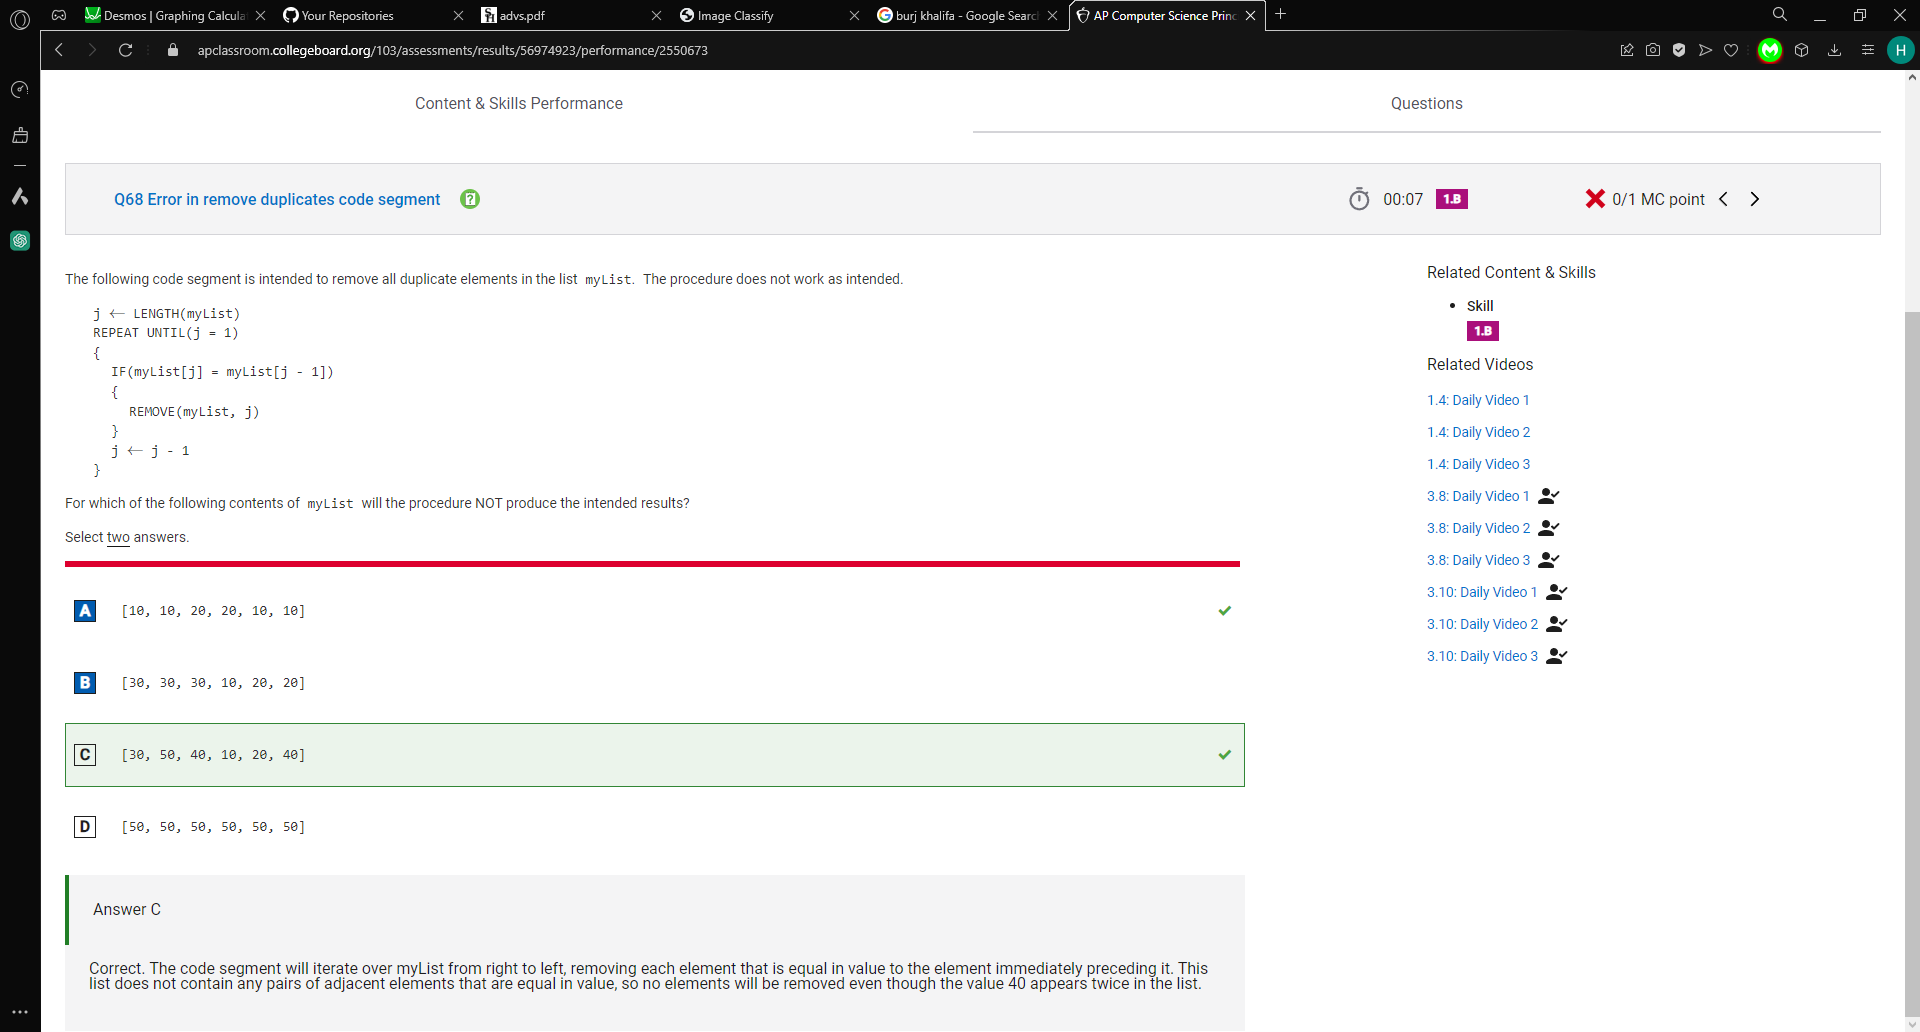 Desmos | Graphing Calcula
Your Repositories
advs.pdf
Image Classify
burj khalifa - Google Searc
AP Computer Science Princ
apclassroom.collegeboard.org/103/assessments/results/56974923/performance/2550673
H
Content & Skills Performance
Questions
Q68 Error in remove duplicates code segment
00:07
1.B
0/1 MC point
The following code segment is intended to remove all duplicate elements in the list myList. The procedure does not work as intended.
j ← LENGTH(myList)
REPEAT UNTIL(j = 1)
{
IF(myList[j] = myList[j - 1])
{
REMOVE(myList, j)
}
j ← j - 1
}
For which of the following contents of myList will the procedure NOT produce the intended results?
Select two answers.
A [10, 10, 20, 20, 10, 10]
B [30, 30, 30, 10, 20, 20]
C [30, 50, 40, 10, 20, 40]
D [50, 50, 50, 50, 50, 50]
Answer C
Correct. The code segment will iterate over myList from right to left, removing each element that is equal in value to the element immediately preceding it. This
list does not contain any pairs of adjacent elements that are equal in value, so no elements will be removed even though the value 40 appears twice in the list.
Related Content & Skills
• Skill
1.B
Related Videos
1.4: Daily Video 1
1.4: Daily Video 2
1.4: Daily Video 3
3.8: Daily Video 1
3.8: Daily Video 2
3.8: Daily Video 3
3.10: Daily Video 1
3.10: Daily Video 2
3.10: Daily Video 3